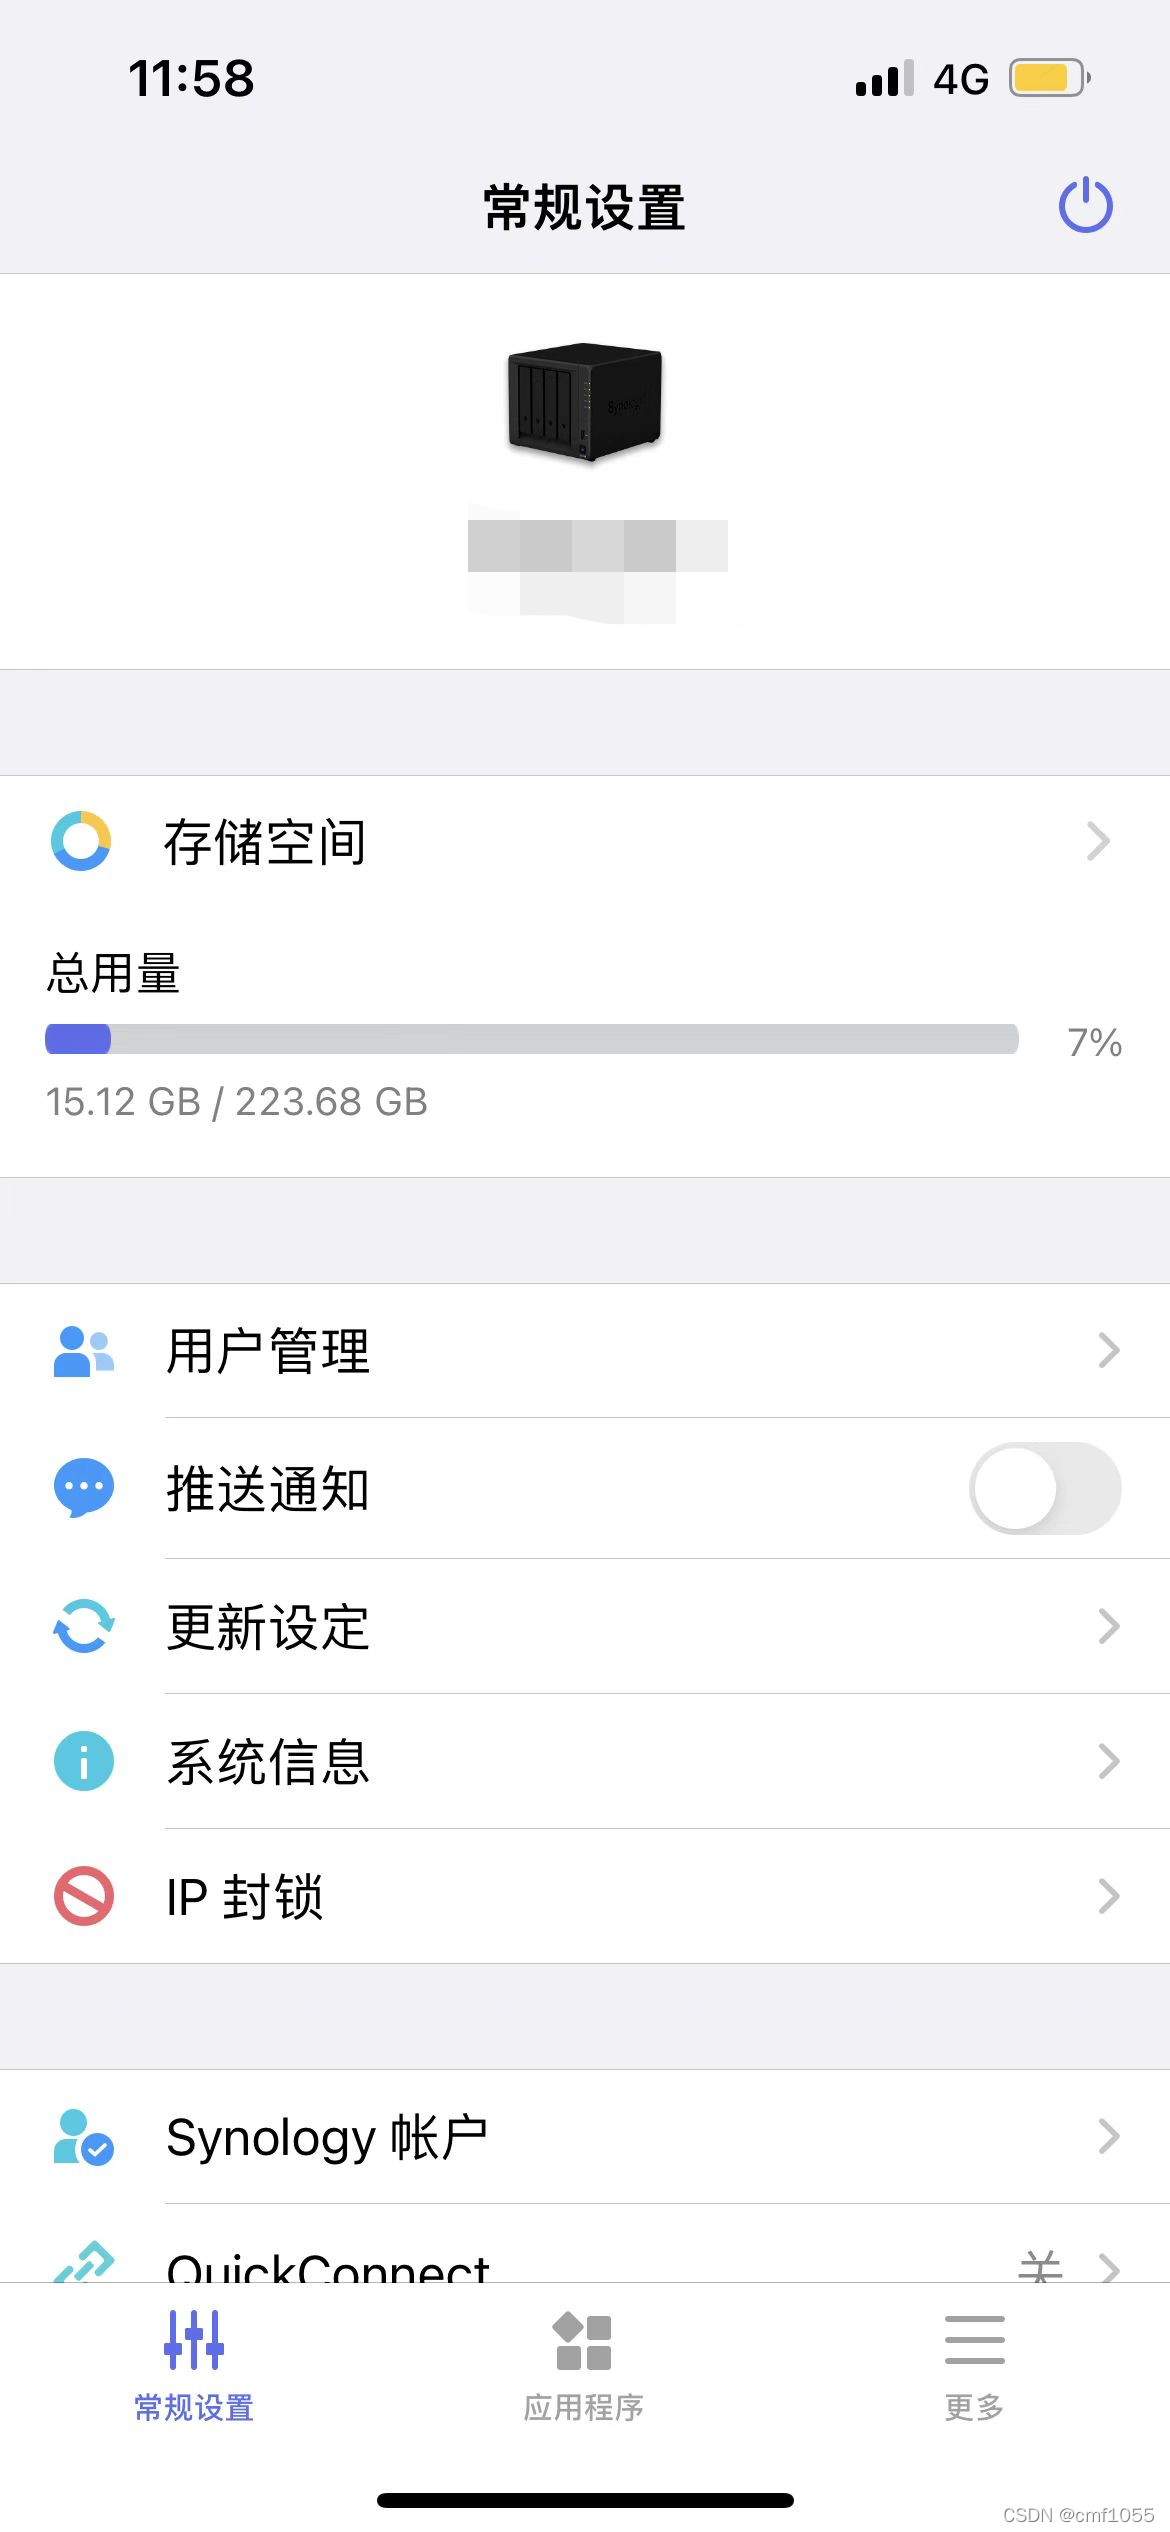 11:58
4G
常规设置
Synology
存储空间
总用量
7%
15.12 GB / 223.68 GB
用户管理
推送通知
更新设定
系统信息
IP 封锁
Synology 帐户
QuickConnect
关
常规设置
应用程序
更多
CSDN @cmf1055